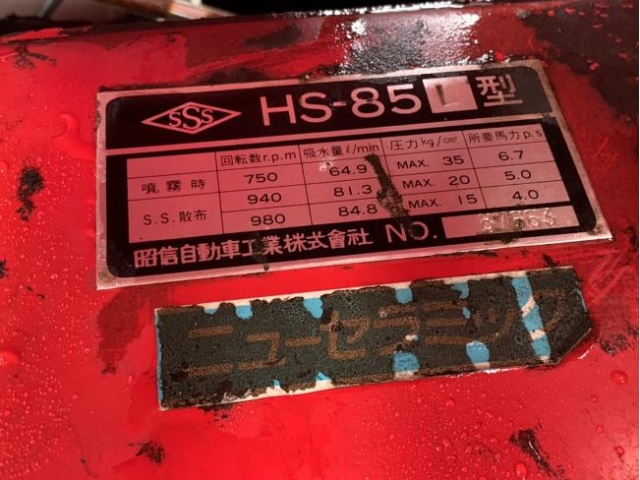 SSS HS-85 L 型
回転数r.p.m 吸水量ℓ/min 圧力kg/cm² 所要馬力p.s
噴霧時 750 64.9 MAX. 35 6.7
940 81.3 MAX. 20 5.0
S.S.散布 980 84.8 MAX. 15 4.0
昭信自動車工業株式會社 NO.
ニューセラミック